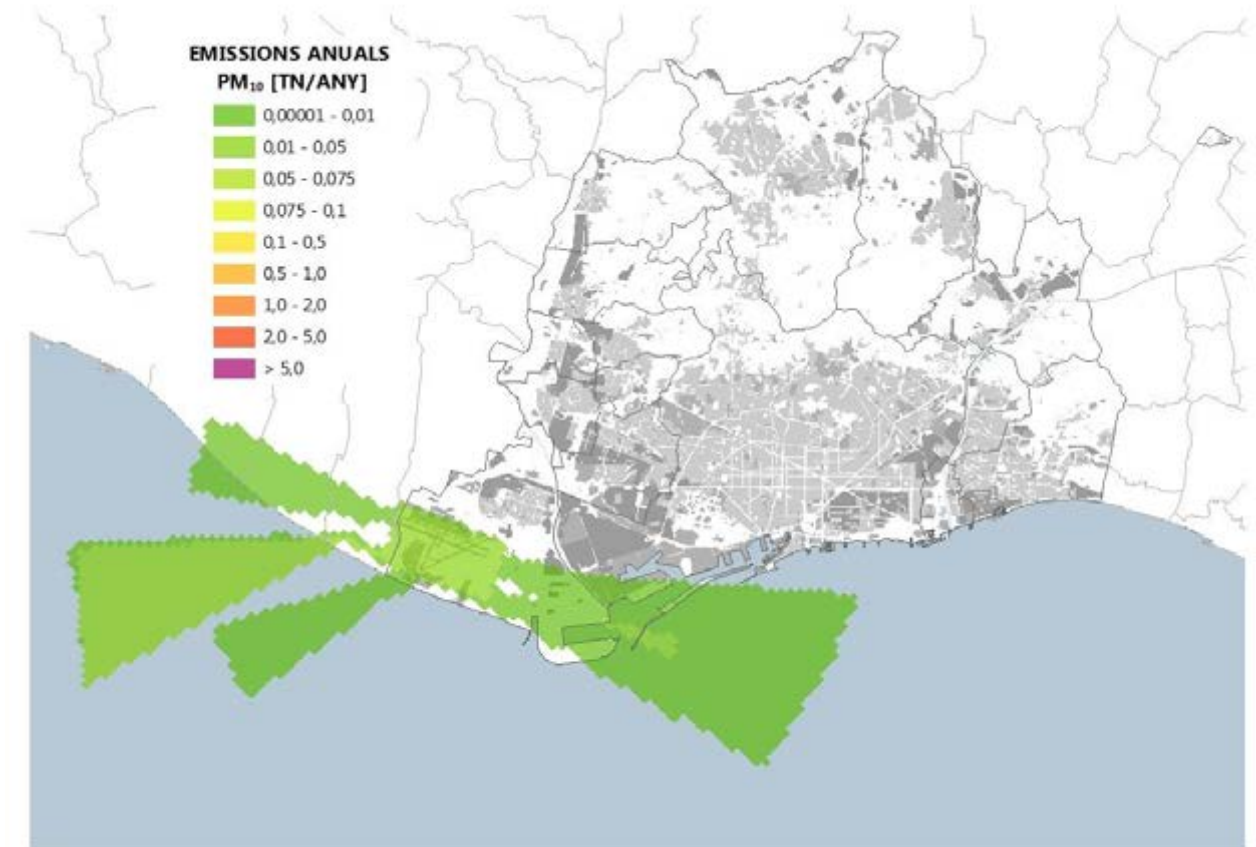 EMISSIONS ANUALS
PM₁₀ [TN/ANY]
0,00001 - 0,01
0,01 - 0,05
0,05 - 0,075
0,075 - 0,1
0,1 - 0,5
0,5 - 1,0
1,0 - 2,0
2,0 - 5,0
> 5,0